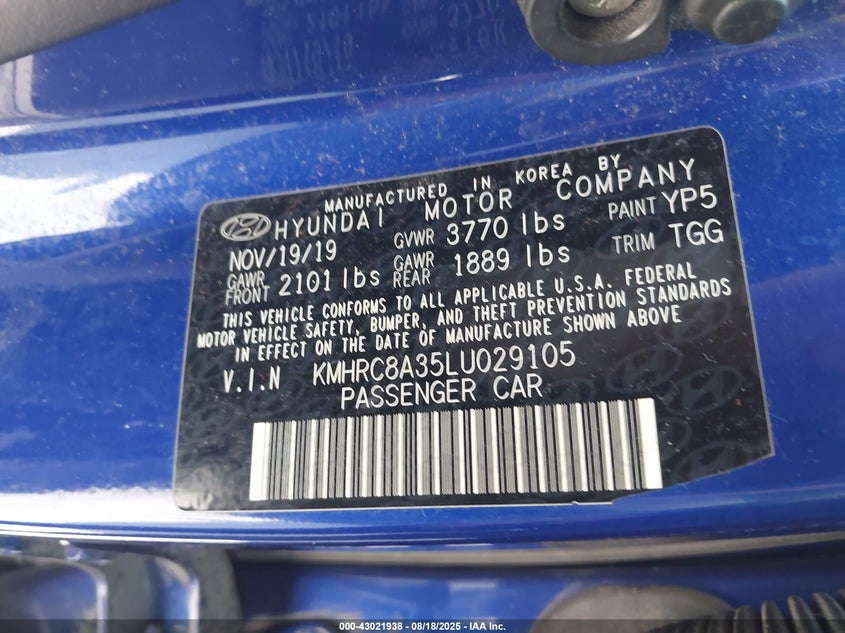 MANUFACTURED IN KOREA BY
HYUNDAI MOTOR COMPANY
NOV/19/19 GVWR 3770 lbs PAINT YP5
GAWR FRONT 2101 lbs GAWR REAR 1889 lbs TRIM TGG
THIS VEHICLE CONFORMS TO ALL APPLICABLE U.S.A. FEDERAL
MOTOR VEHICLE SAFETY, BUMPER, AND THEFT PREVENTION STANDARDS
IN EFFECT ON THE DATE OF MANUFACTURE SHOWN ABOVE
V.I.N KMHRC8A35LU029105
PASSENGER CAR
000-43021938 - 08/18/2025 - IAA Inc.